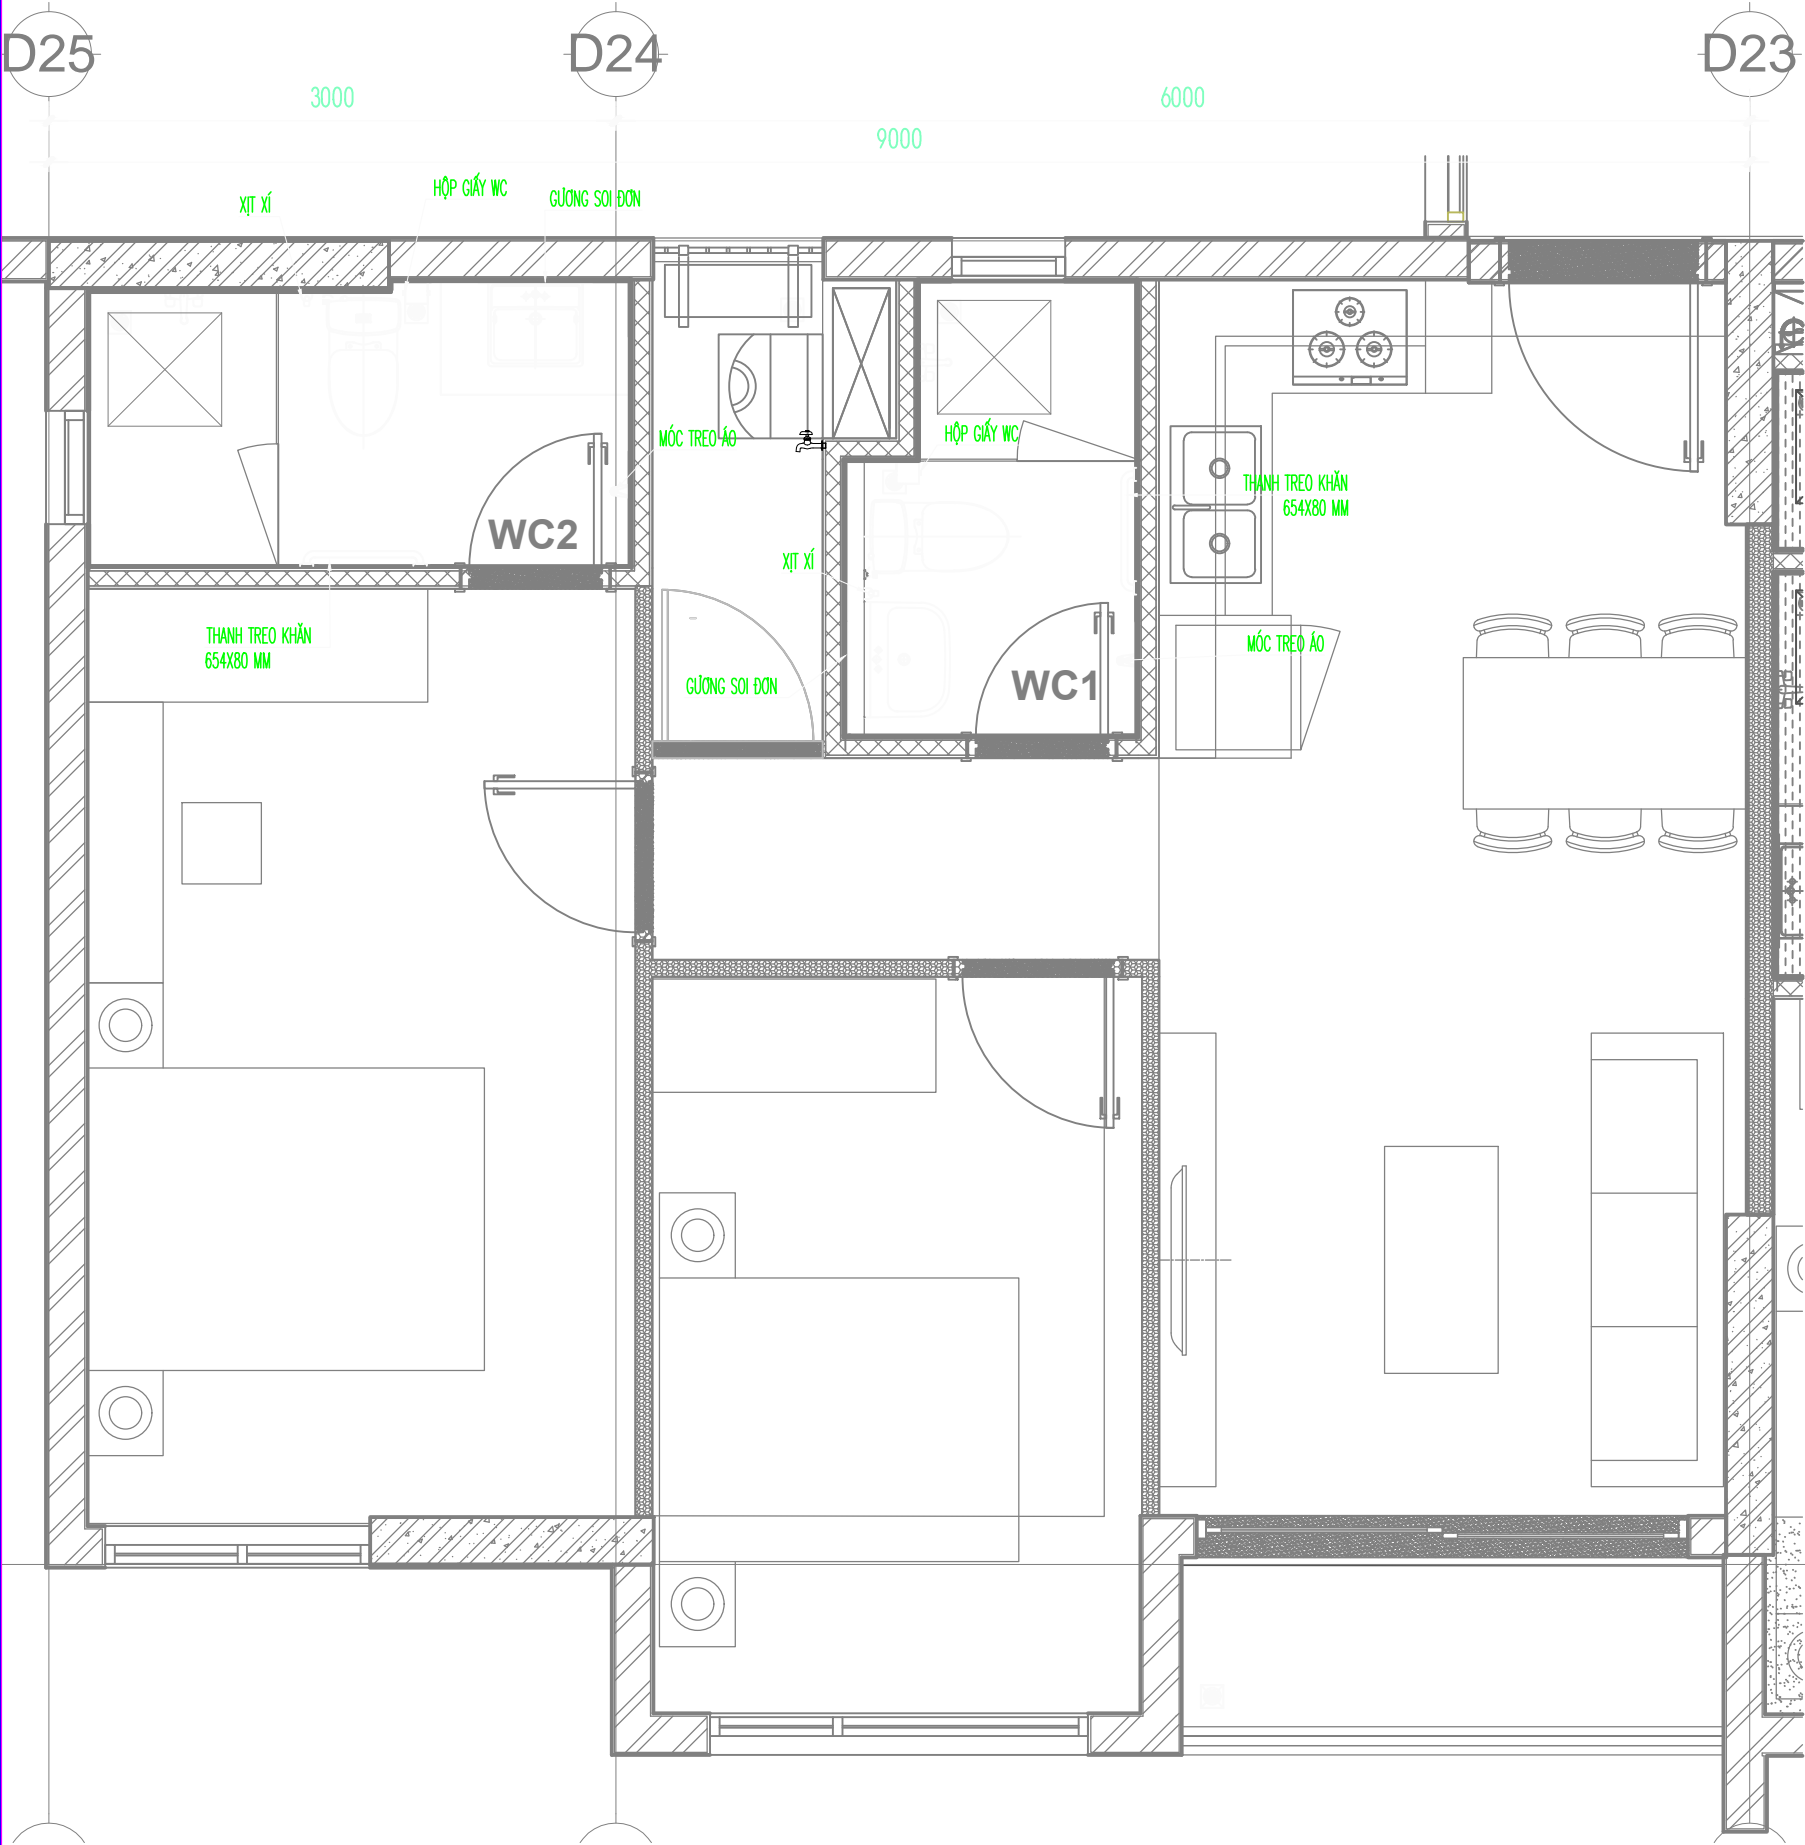 D25
D24
D23
3000
6000
9000
XỊT XÍ
HỘP GIẤY WC
GƯƠNG SOI ĐƠN
MÓC TREO ÁO
HỘP GIẤY WC
THANH TREO KHĂN
654X80 MM
WC2
XỊT XÍ
THANH TREO KHĂN
654X80 MM
MÓC TREO ÁO
GƯƠNG SOI ĐƠN
WC1